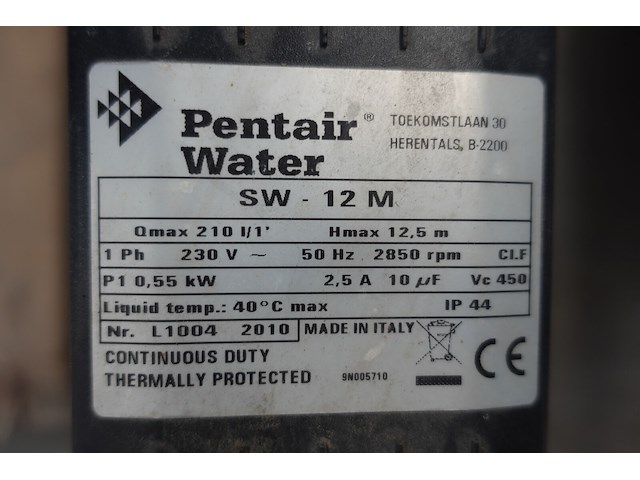 Pentair®
Water
TOEKOMSTLAAN 30
HERENTALS, B-2200
SW - 12 M
Qmax 210 l/1' Hmax 12,5 m
1 Ph 230 V ~ 50 Hz 2850 rpm Cl.F
P1 0,55 kW 2,5 A 10 µF Vc 450
Liquid temp.: 40°C max IP 44
Nr. L1004 2010 MADE IN ITALY
CONTINUOUS DUTY
THERMALLY PROTECTED 9N005710
CE